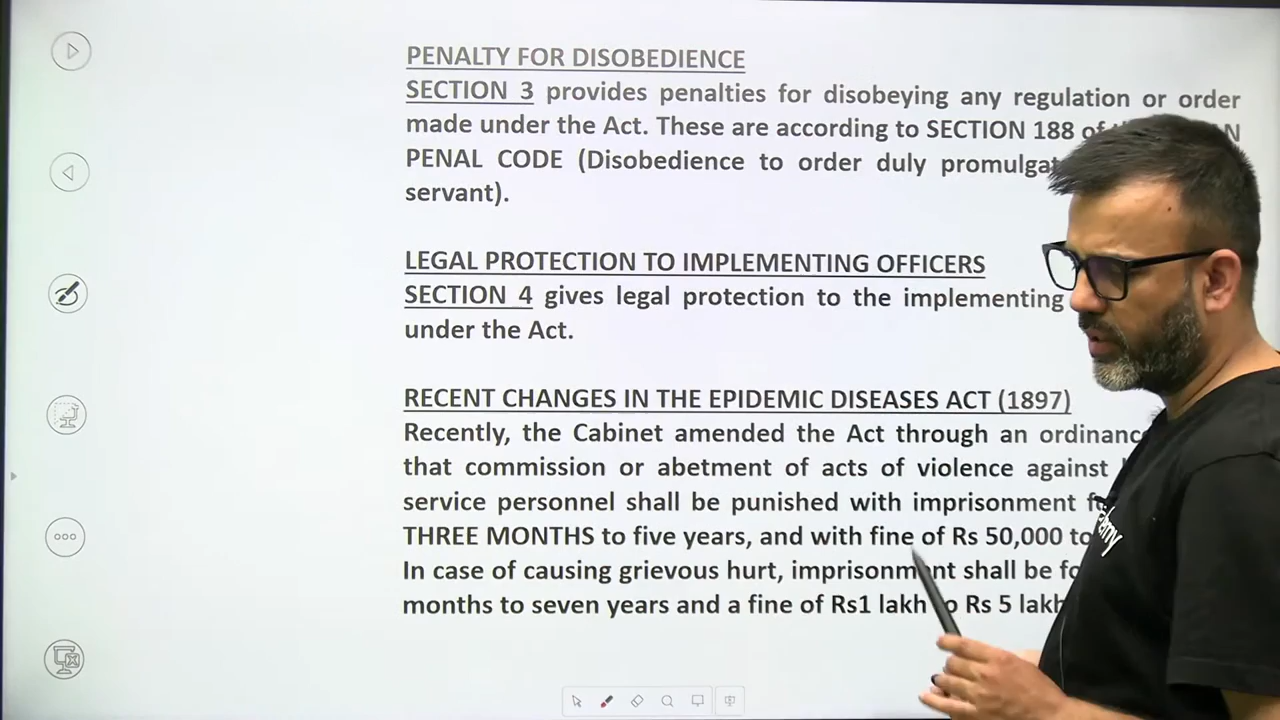 PENALTY FOR DISOBEDIENCE
SECTION 3 provides penalties for disobeying any regulation or order
made under the Act. These are according to SECTION 188 of
PENAL CODE (Disobedience to order duly
servant).
LEGAL PROTECTION TO IMPLEMENTING OFFICERS
SECTION 4 gives legal protection to the implementing
under the Act.
RECENT CHANGES IN THE EPIDEMIC DISEASES ACT (1897)
Recently, the Cabinet amended the Act through an
that commission or abetment of acts of violence against
service personnel shall be punished with imprisonment
THREE MONTHS to five years, and with fine of Rs 50,000 to
In case of causing grievous hurt, imprisonment shall be
months to seven years and a fine of Rs1 lakh Rs 5